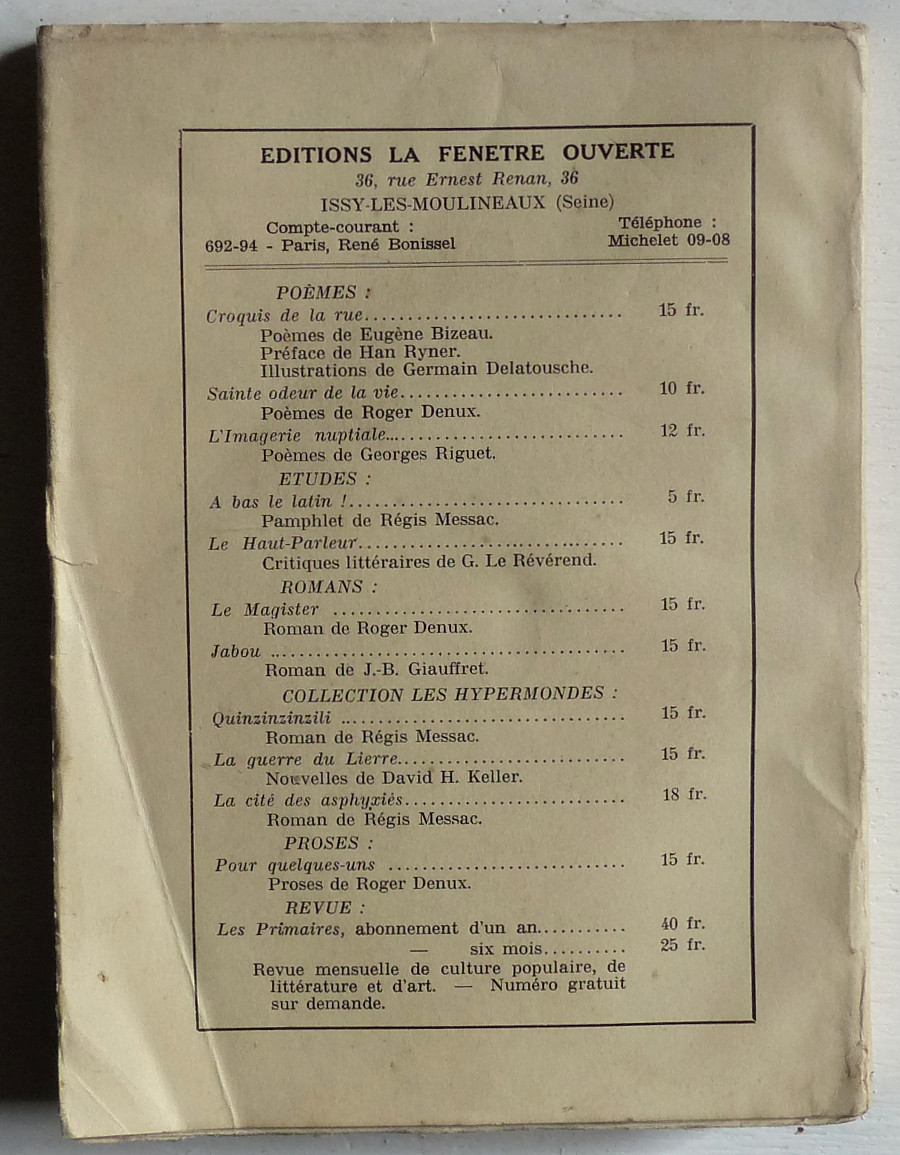 EDITIONS LA FENETRE OUVERTE
36, rue Ernest Renan, 36
ISSY-LES-MOULINEAUX (Seine)
Compte-courant : Téléphone :
692-94 - Paris, René Bonissel Michelet 09-08
POÈMES :
Croquis de la rue.............................. 15 fr.
Poèmes de Eugène Bizeau.
Préface de Han Ryner.
Illustrations de Germain Delatousche.
Sainte odeur de la vie.......................... 10 fr.
Poèmes de Roger Denux.
L'Imagerie nuptiale............................ 12 fr.
Poèmes de Georges Riguet.
ETUDES :
A bas le latin !................................ 5 fr.
Pamphlet de Régis Messac.
Le Haut-Parleur............................... 15 fr.
Critiques littéraires de G. Le Révérend.
ROMANS :
Le Magister .................................. 15 fr.
Roman de Roger Denux.
Jabou ......................................... 15 fr.
Roman de J.-B. Giauffret.
COLLECTION LES HYPERMONDES :
Quinzinzinzili ................................. 15 fr.
Roman de Régis Messac.
La guerre du Lierre.......................... 15 fr.
Nouvelles de David H. Keller.
La cité des asphyxiés.......................... 18 fr.
Roman de Régis Messac.
PROSES :
Pour quelques-uns ............................ 15 fr.
Proses de Roger Denux.
REVUE :
Les Primaires, abonnement d'un an........... 40 fr.
— six mois.......... 25 fr.
Revue mensuelle de culture populaire, de
littérature et d'art. — Numéro gratuit
sur demande.